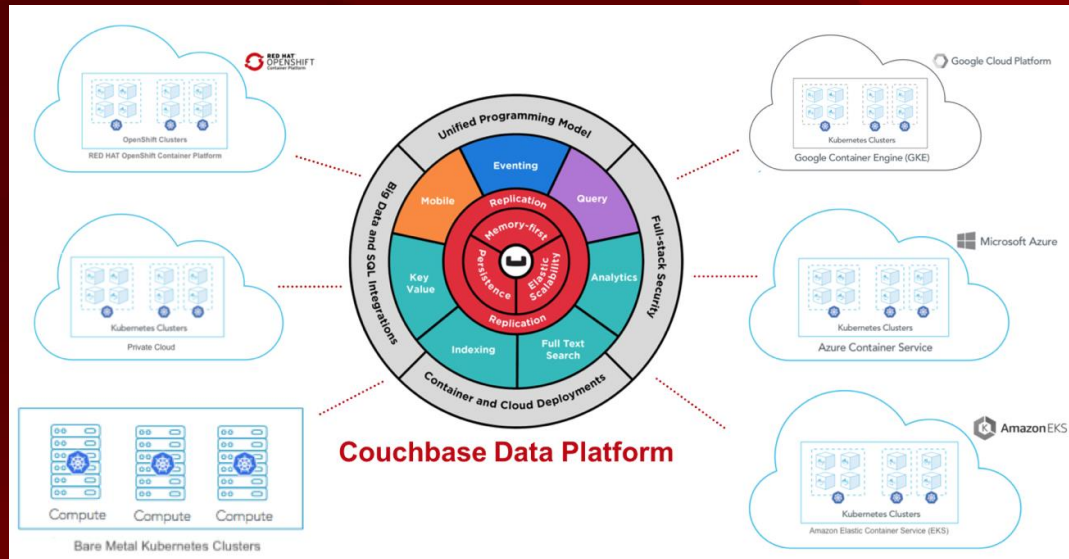 RED HAT
OPENSHIFT
Container Platform
OpenShift Clusters
RED HAT OpenShift Container Platform
Kubernetes Clusters
Private Cloud
Compute
Compute
Compute
Bare Metal Kubernetes Clusters
Unified Programming Model
Big Data and SQL Integrations
Full-stack Security
Container and Cloud Deployments
Eventing
Mobile
Query
Key
Value
Analytics
Indexing
Full Text
Search
Replication
Memory-first
Persistence
Elastic
Scalability
Replication
Couchbase Data Platform
Google Cloud Platform
Kubernetes Clusters
Google Container Engine (GKE)
Microsoft Azure
Kubernetes Clusters
Azure Container Service
Amazon EKS
Kubernetes Clusters
Amazon Elastic Container Service (EKS)